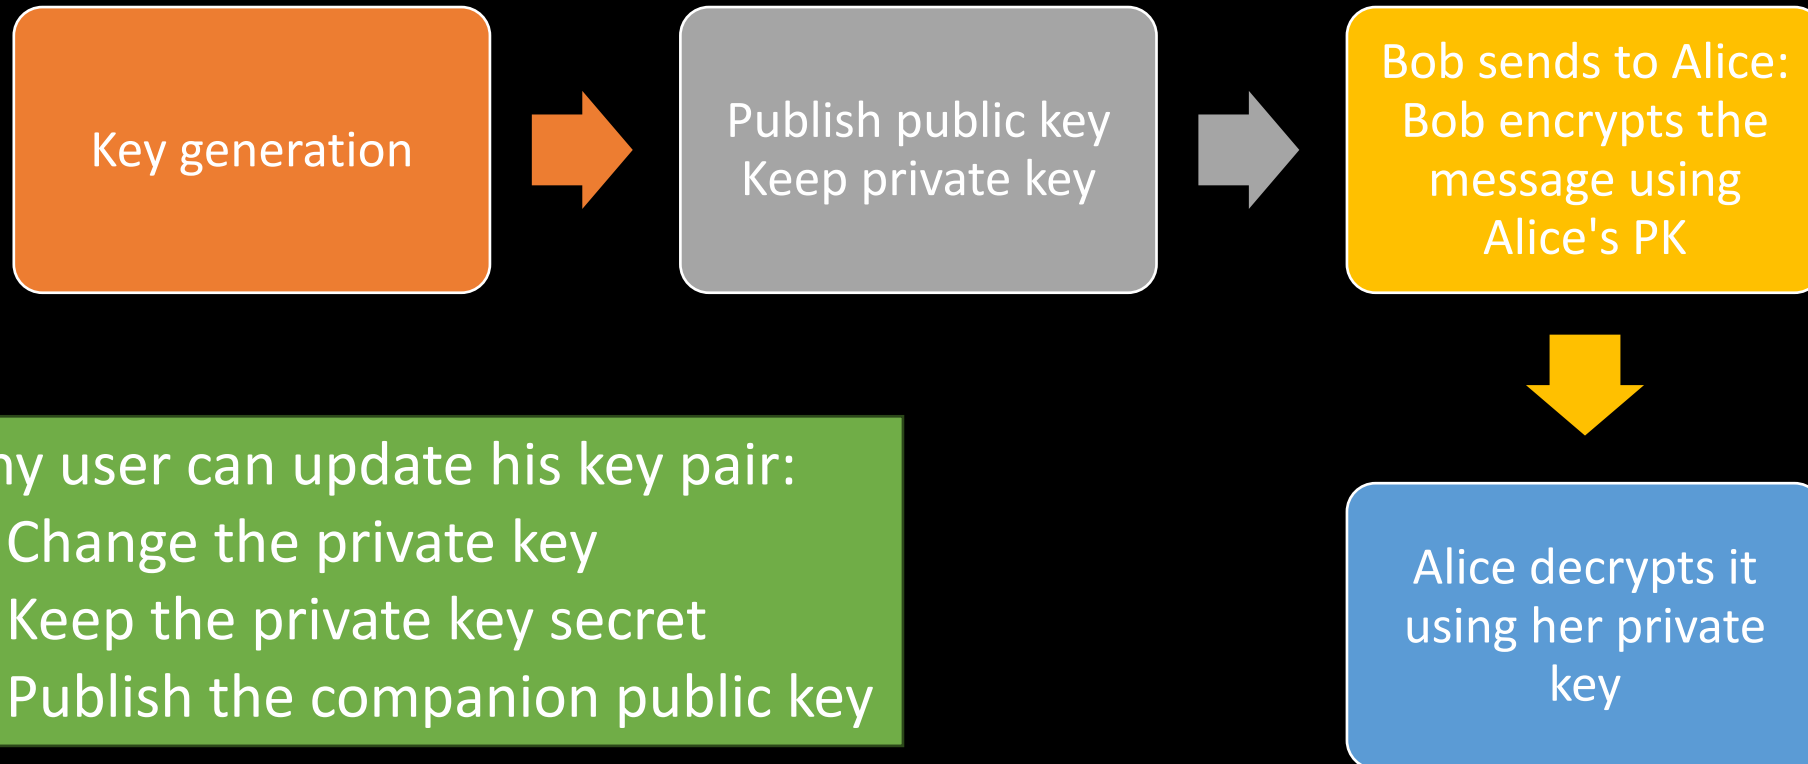 Key generation
Publish public key
Keep private key
Bob sends to Alice:
Bob encrypts the
message using
Alice's PK
ny user can update his key pair:
Change the private key
Keep the private key secret
Publish the companion public key
Alice decrypts it
using her private
key